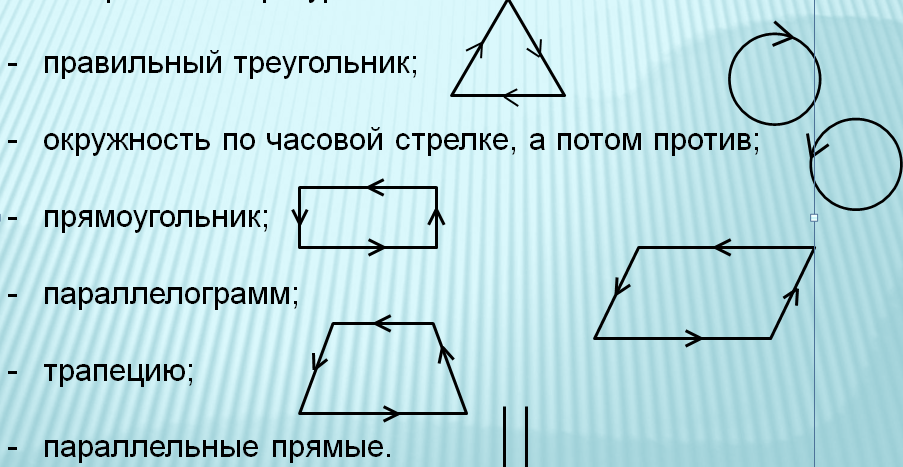 - правильный треугольник;
- окружность по часовой стрелке, а потом против;
- прямоугольник;
- параллелограмм;
- трапецию;
- параллельные прямые.